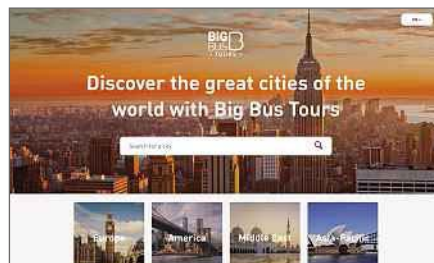 BIG
BUS
TOURS
Discover the great cities of the
world with Big Bus Tours
Search for a city
Europe
America
Middle East
Asia-Pacific